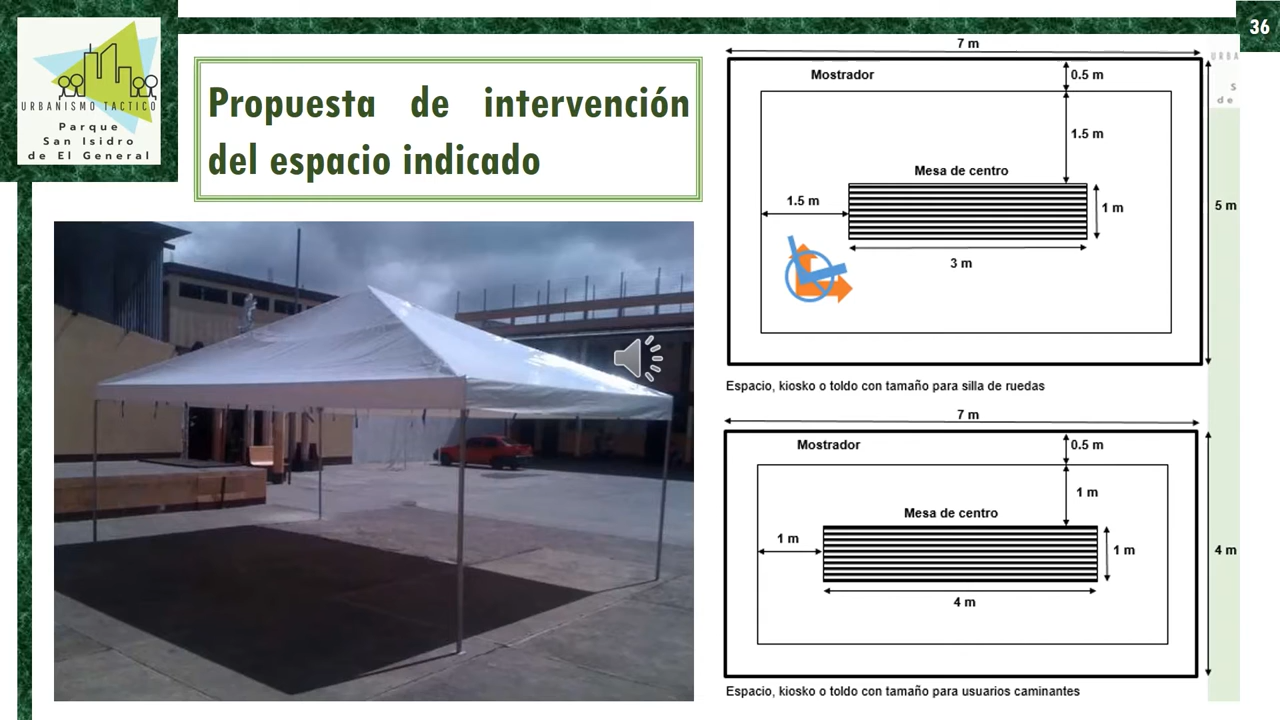 36
URBANISMO TACTICO
Parque
San Isidro
de El General
Propuesta de intervención
del espacio indicado
7 m
Mostrador
0.5 m
1.5 m
Mesa de centro
1.5 m
1 m
5 m
3 m
Espacio, kiosko o toldo con tamaño para silla de ruedas
7 m
Mostrador
0.5 m
1 m
Mesa de centro
1 m
1 m
4 m
4 m
Espacio, kiosko o toldo con tamaño para usuarios caminantes
URBA
S
de